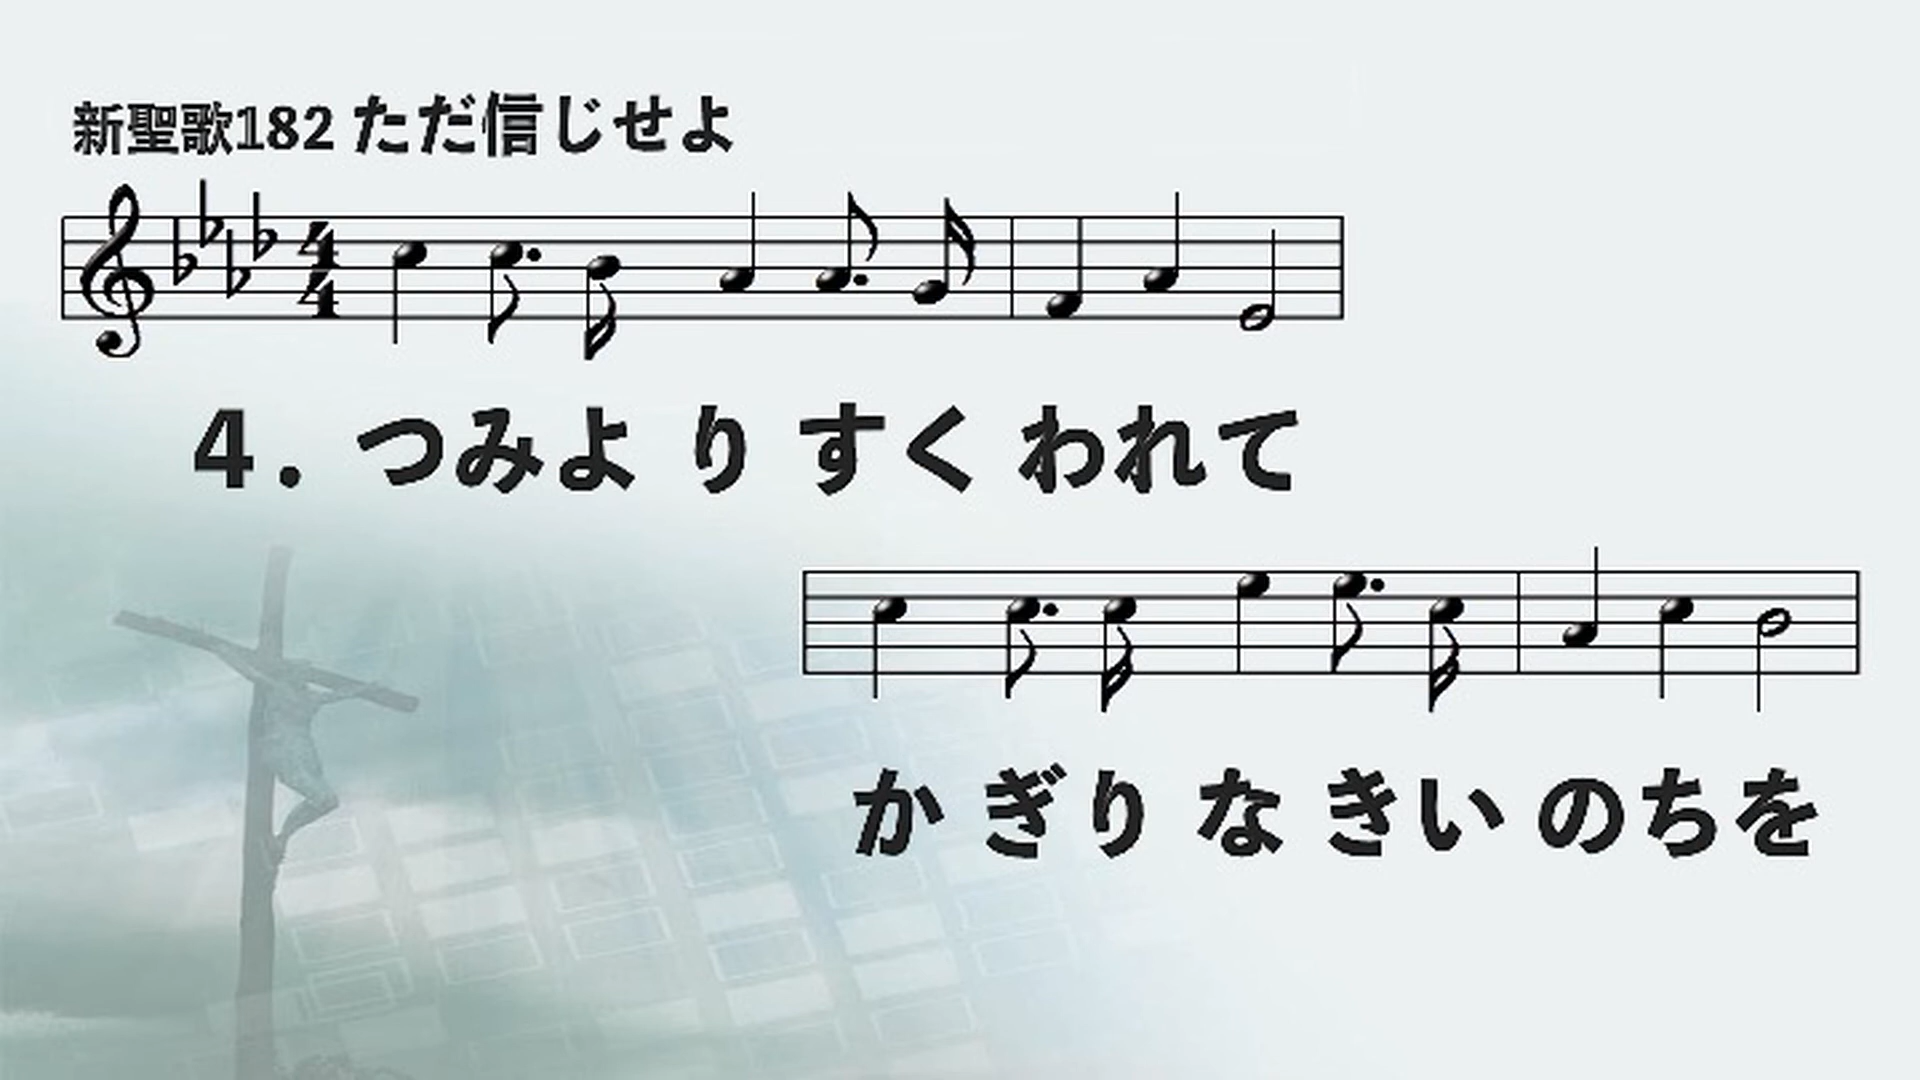 新聖歌182 ただ信じせよ
4. つみより すく われて
かぎりな きい のちを